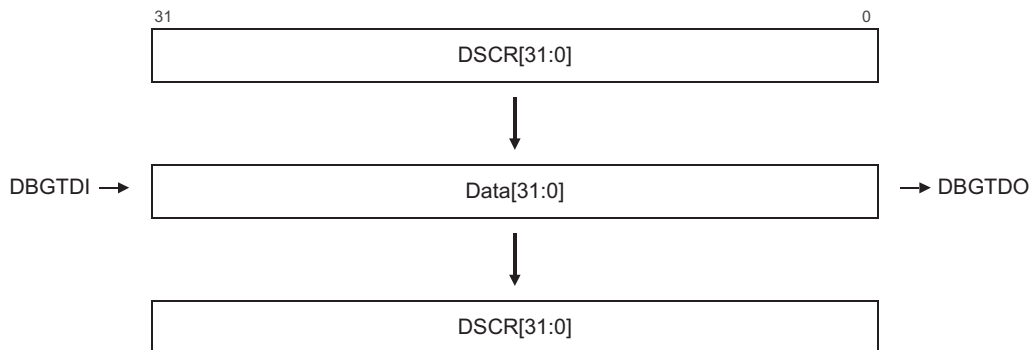 31 0
DSCR[31:0]
DBGTDI Data[31:0] DBGTDO
DSCR[31:0]